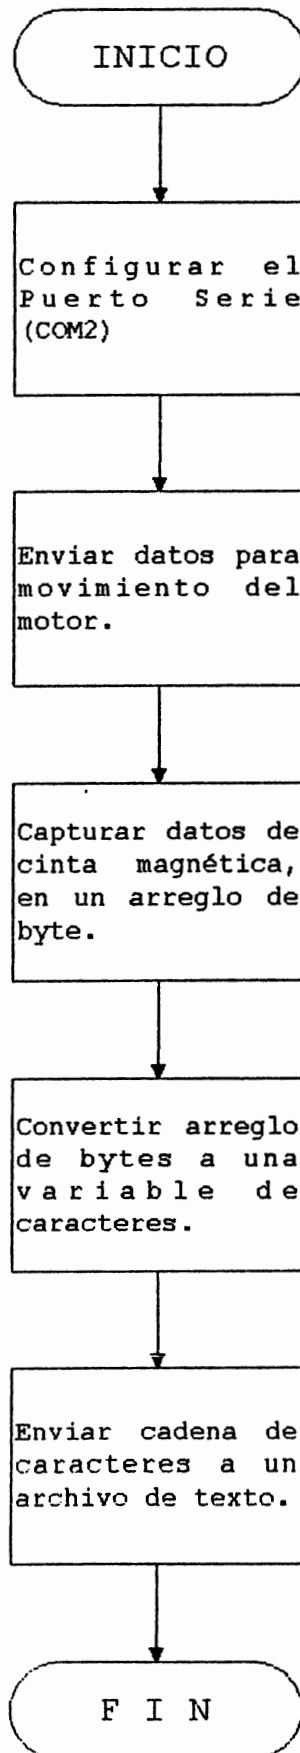 INICIO
Configurar el
Puerto Serie
(COM2)
Enviar datos para
movimiento del
motor.
Capturar datos de
cinta magnética,
en un arreglo de
byte.
Convertir arreglo
de bytes a una
variable de
caracteres.
Enviar cadena de
caracteres a un
archivo de texto.
F I N